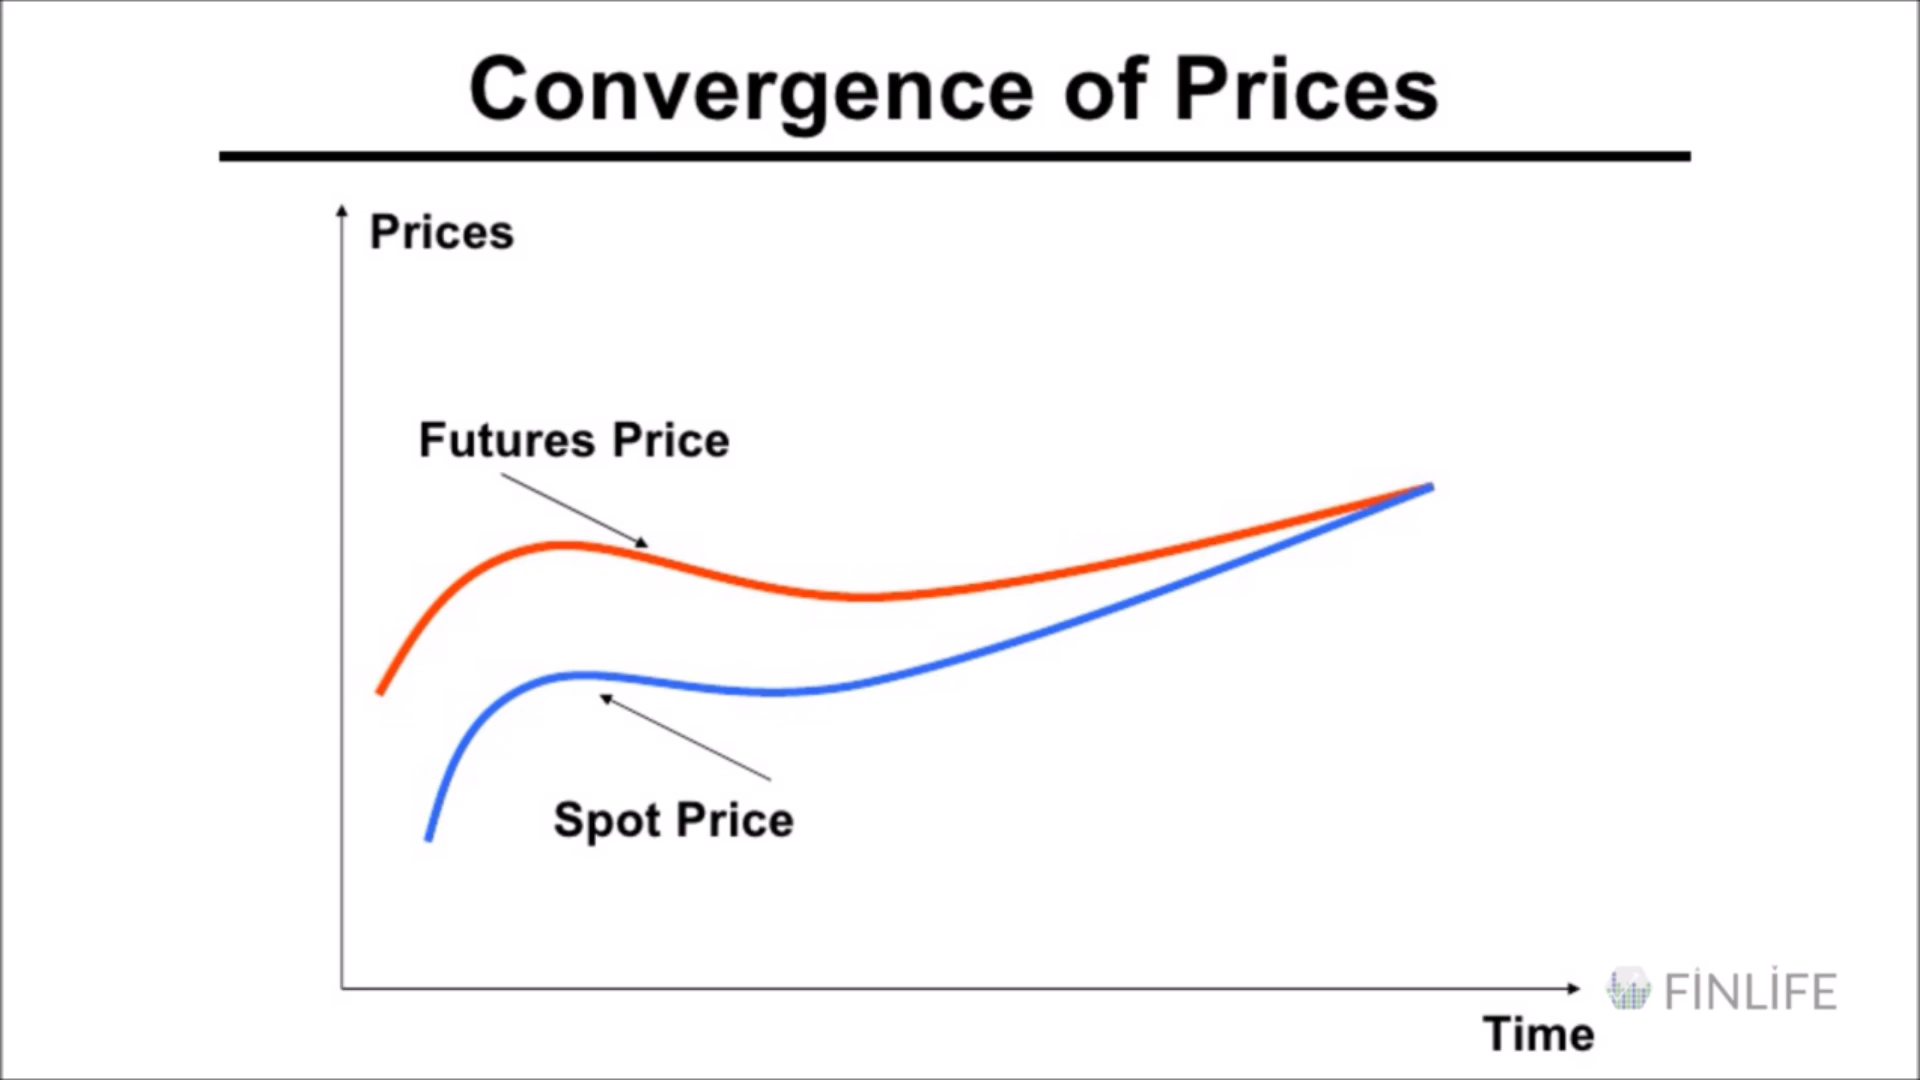 Convergence of Prices
Prices
Futures Price
Spot Price
FİNLİFE
Time